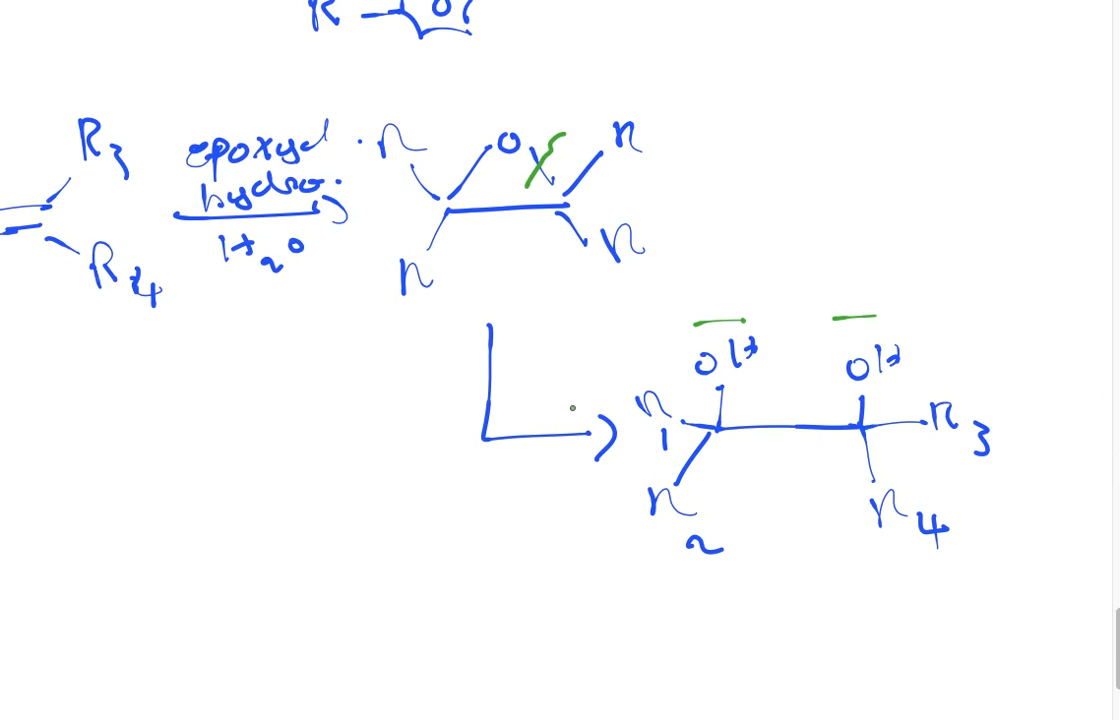 R O
R3
epoxyd.
hydro.
H2O
R4
R O R
R R
OH OH
R1 R3
R2 R4